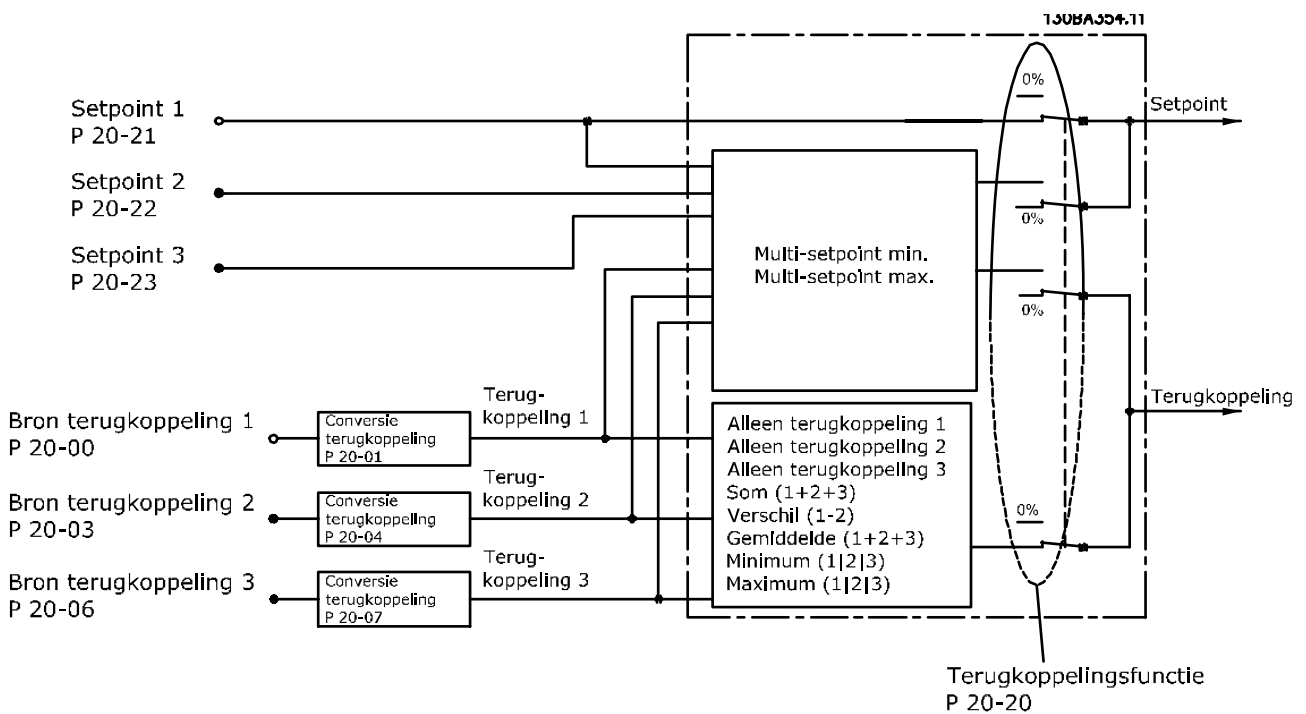 130BA354.11
Setpoint 1
P 20-21
Setpoint 2
P 20-22
Setpoint 3
P 20-23
0%
Setpoint
0%
0%
Multi-setpoint min.
Multi-setpoint max.
Bron terugkoppeling 1
P 20-00
Conversie
terugkoppeling
P 20-01
Terug-
koppeling 1
Bron terugkoppeling 2
P 20-03
Conversie
terugkoppeling
P 20-04
Terug-
koppeling 2
Bron terugkoppeling 3
P 20-06
Conversie
terugkoppeling
P 20-07
Terug-
koppeling 3
Alleen terugkoppeling 1
Alleen terugkoppeling 2
Alleen terugkoppeling 3
Som (1+2+3)
Verschil (1-2)
Gemiddelde (1+2+3)
Minimum (1|2|3)
Maximum (1|2|3)
0%
Terugkoppeling
Terugkoppelingsfunctie
P 20-20